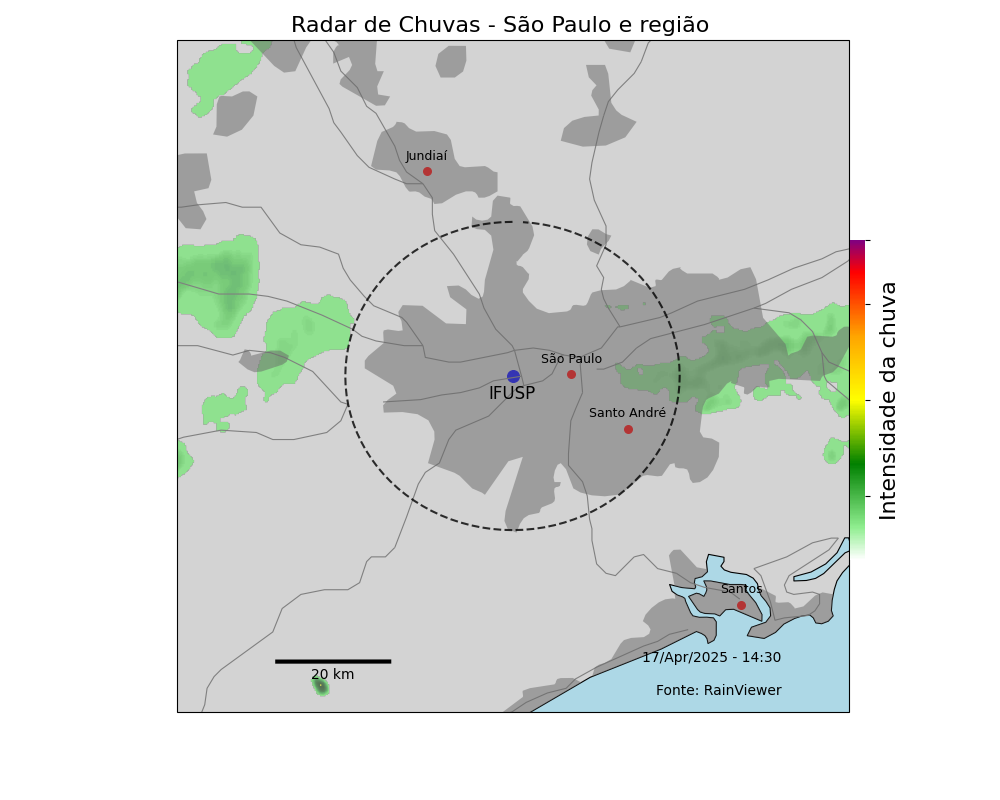 Radar de Chuvas - São Paulo e região
Jundiaí
São Paulo
IFUSP
Santo André
Intensidade da chuva
Santos
17/Apr/2025 - 14:30
20 km
Fonte: RainViewer